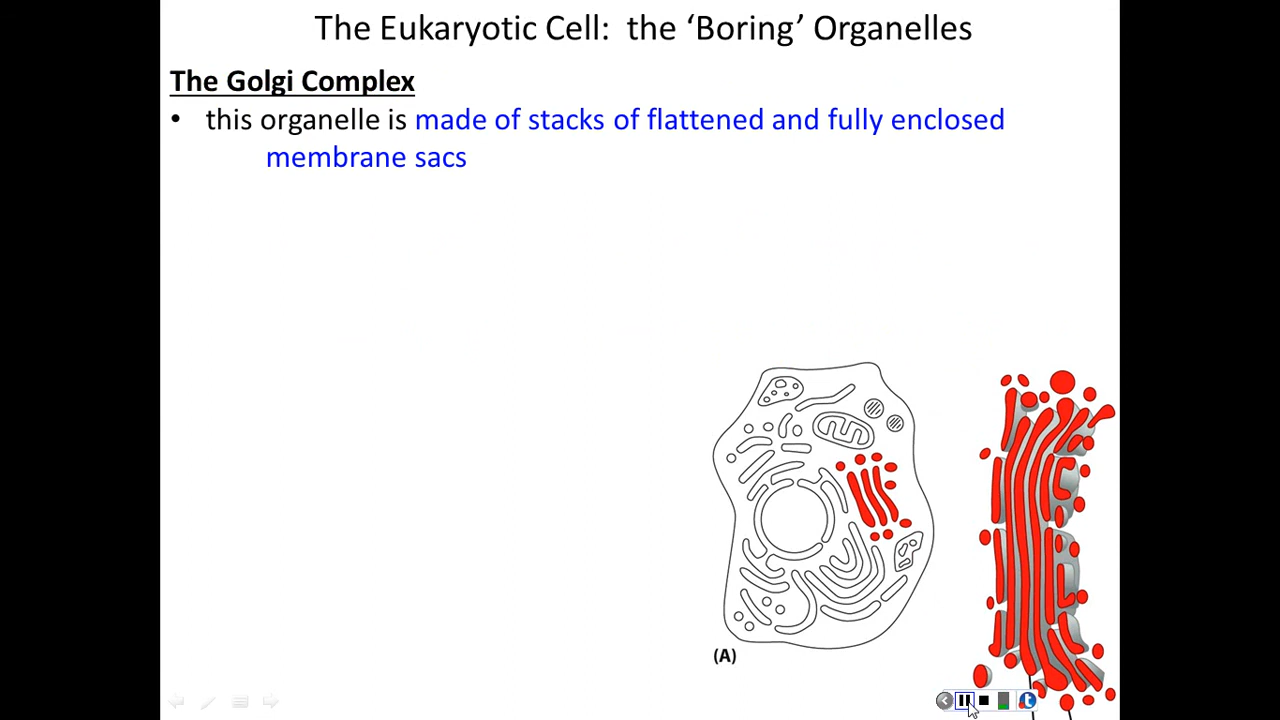 The Eukaryotic Cell:  the ‘Boring’ Organelles
The Golgi Complex
• this organelle is made of stacks of flattened and fully enclosed
membrane sacs
(A)